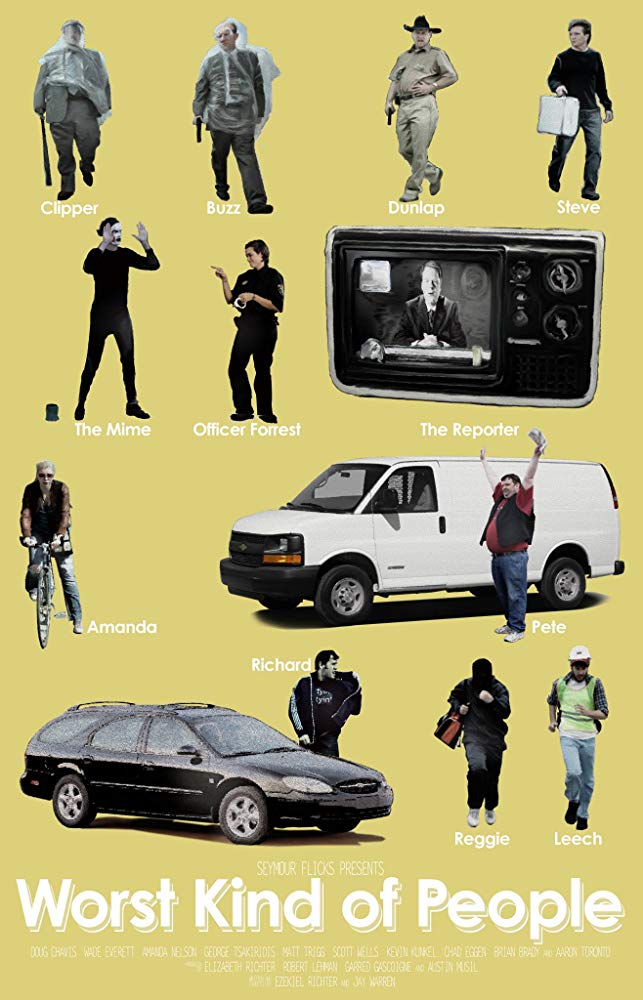 Clipper
Buzz
Dunlap
Steve
The Mime
Officer Forrest
The Reporter
Amanda
Pete
Richard
Reggie
Leech
SEYMOUR FLICKS PRESENTS
Worst Kind of People
DOUG CHAVIS WADE EVERETT AMANDA NELSON GEORGE TSAKIRIDIS MATT TRIGG SCOTT WELLS KEVIN KUNKEL CHAD EGGEN BRIAN BRADY AND AARON TORONTO
ELIZABETH RICHTER ROBERT LEHMAN GARRED GASCOIGNE AND AUSTIN MUSIL
EZEKIEL RICHTER AND JAY WARREN